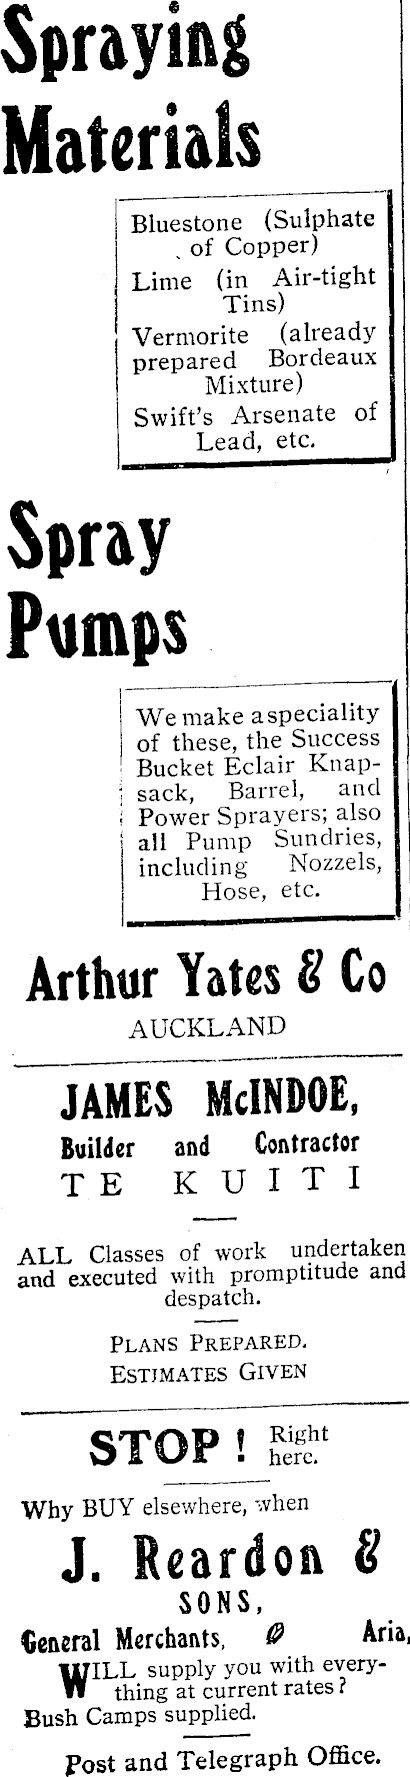 Spraying
Materials
Bluestone (Sulphate
of Copper)
Lime (in Air-tight
Tins)
Vermorite (already
prepared Bordeaux
Mixture)
Swift's Arsenate of
Lead, etc.
Spray
Pumps
We make a speciality
of these, the Success
Bucket Eclair Knap-
sack, Barrel, and
Power Sprayers; also
all Pump Sundries,
including Nozzels,
Hose, etc.
Arthur Yates & Co
AUCKLAND
JAMES McINDOE,
Builder and Contractor
TE KUITI
ALL Classes of work undertaken
and executed with promptitude and
despatch.
PLANS PREPARED.
ESTIMATES GIVEN
STOP! Right
here.
Why BUY elsewhere, when
J. Reardon &
SONS,
General Merchants, Aria,
WILL supply you with every-
thing at current rates?
Bush Camps supplied.
Post and Telegraph Office.